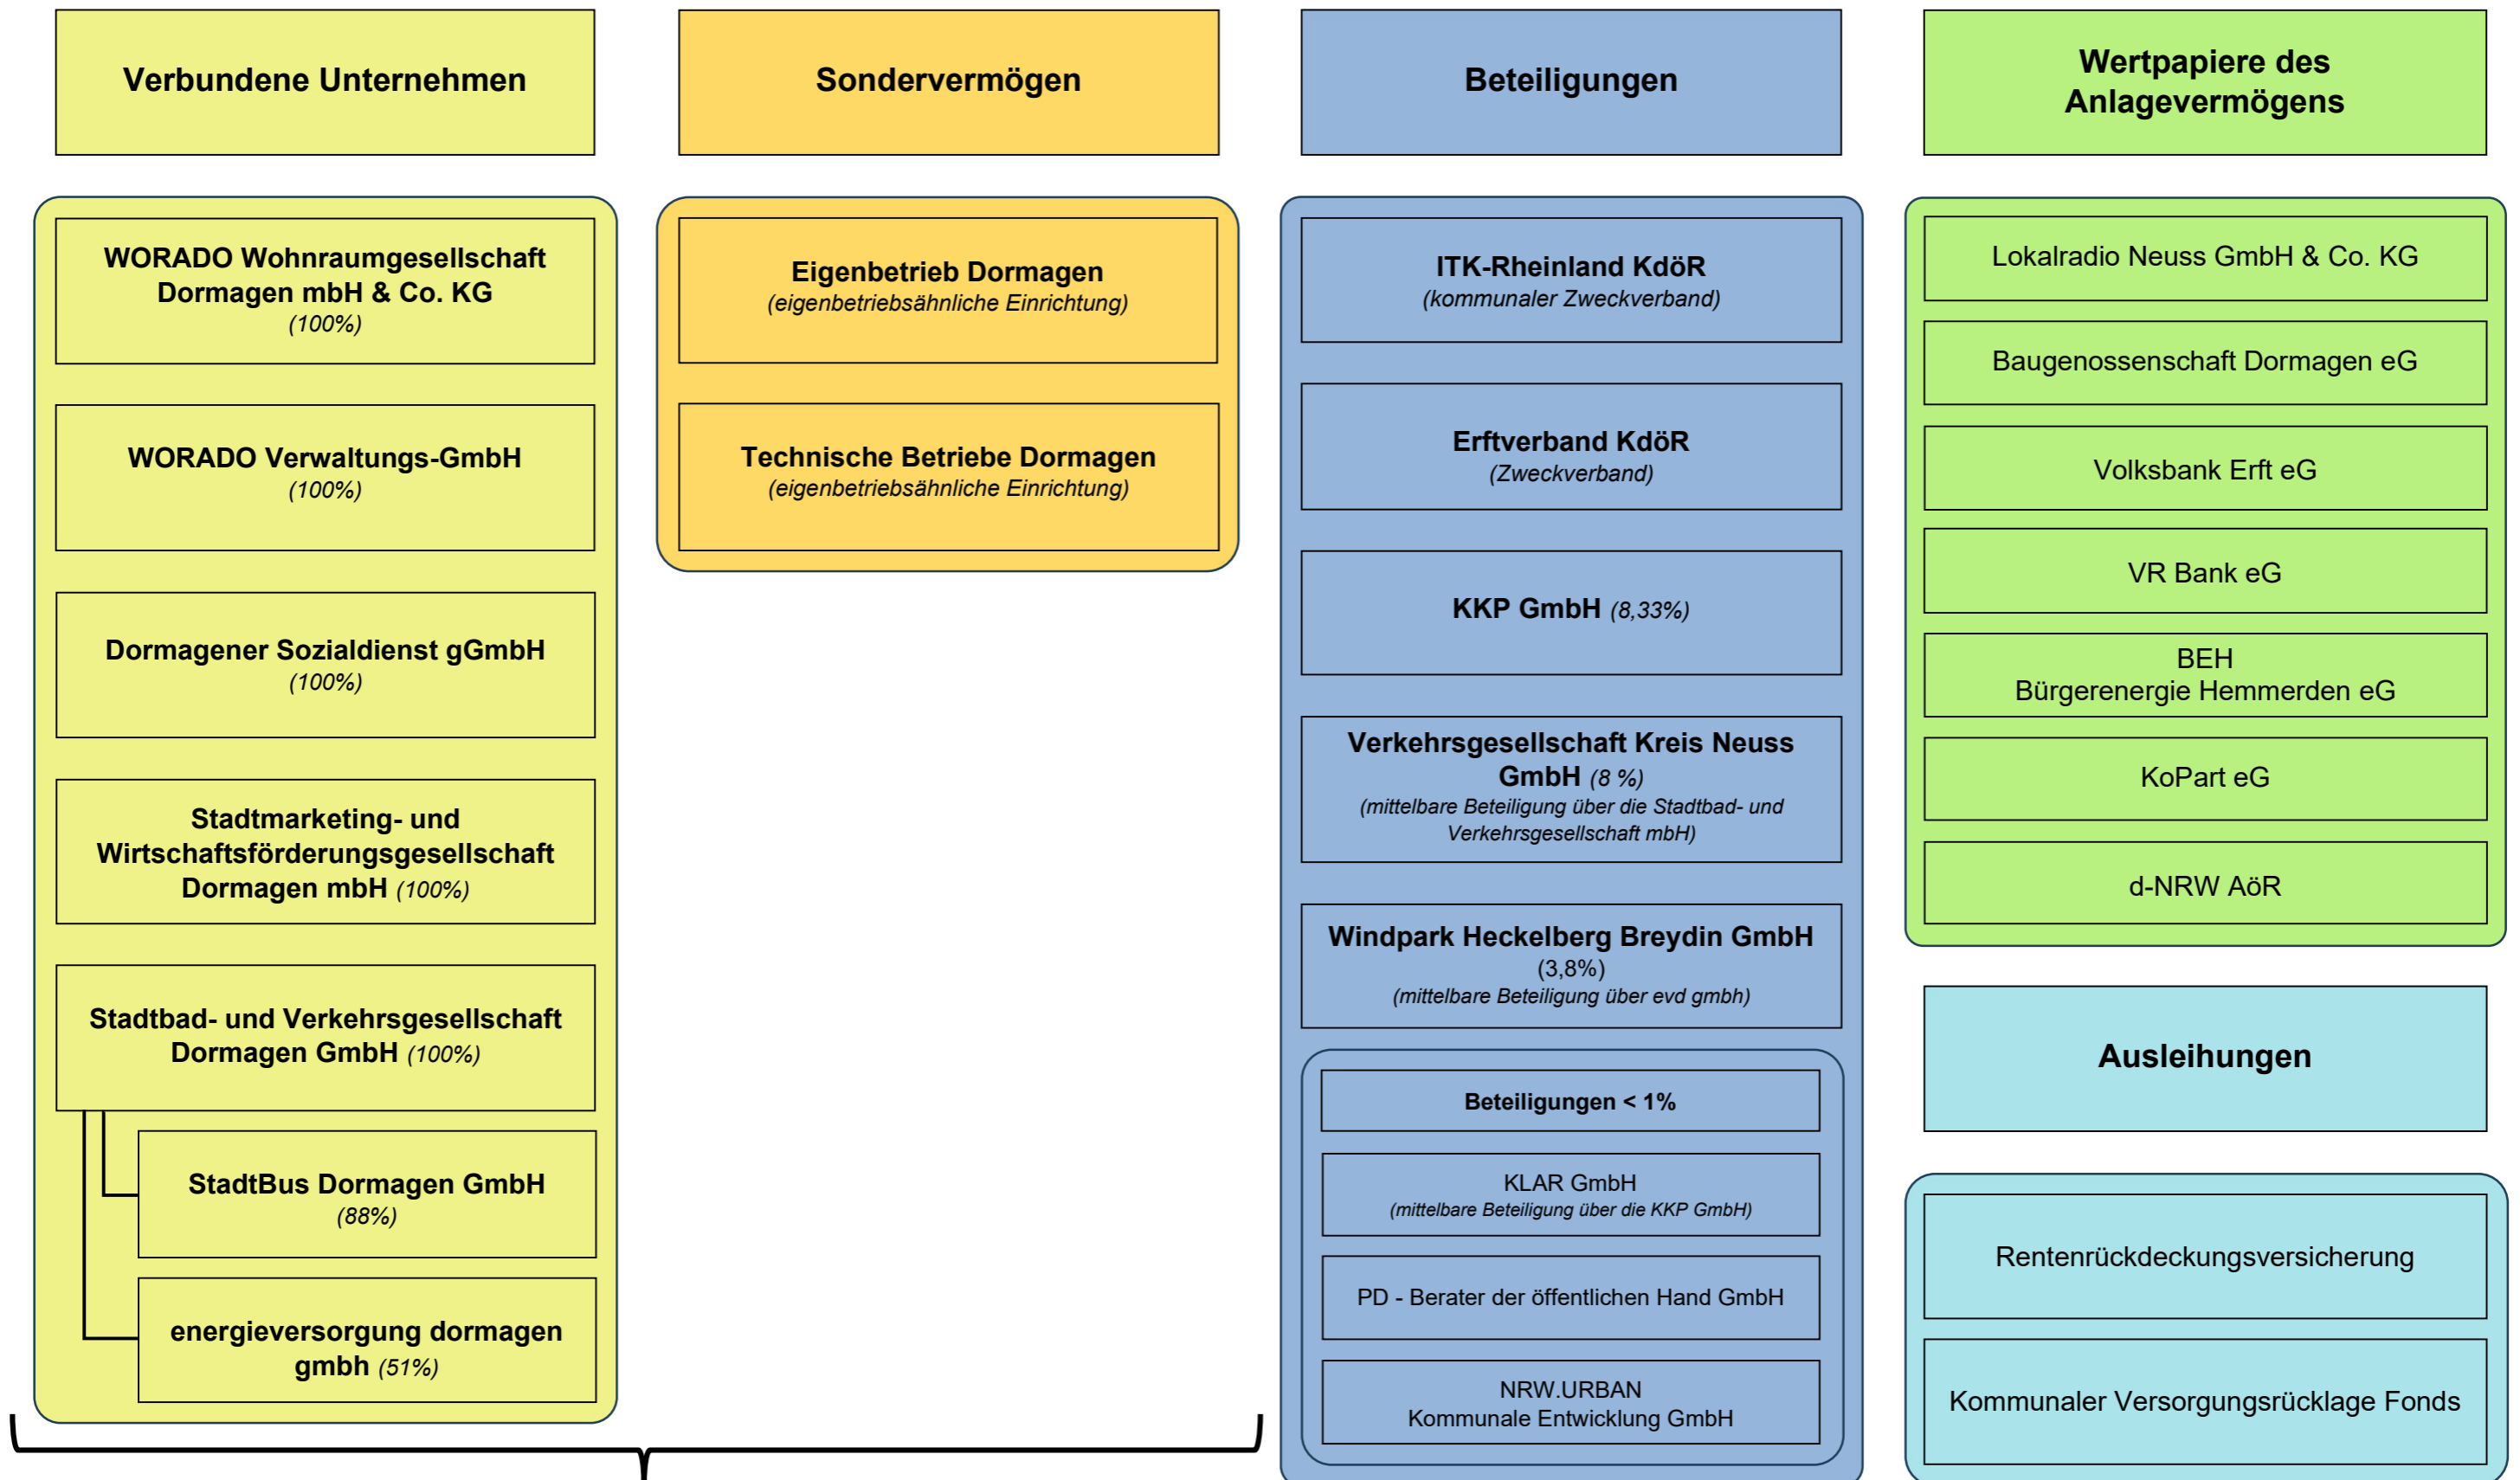 Verbundene Unternehmen
WORADO Wohnraumgesellschaft
Dormagen mbH & Co. KG
(100%)
WORADO Verwaltungs-GmbH
(100%)
Dormagener Sozialdienst gGmbH
(100%)
Stadtmarketing- und
Wirtschaftsförderungsgesellschaft
Dormagen mbH (100%)
Stadtbad- und Verkehrsgesellschaft
Dormagen GmbH (100%)
StadtBus Dormagen GmbH
(88%)
energieversorgung dormagen
gmbh (51%)
Sondervermögen
Eigenbetrieb Dormagen
(eigenbetriebsähnliche Einrichtung)
Technische Betriebe Dormagen
(eigenbetriebsähnliche Einrichtung)
Beteiligungen
ITK-Rheinland KdöR
(kommunaler Zweckverband)
Erftverband KdöR
(Zweckverband)
KKP GmbH (8,33%)
Verkehrsgesellschaft Kreis Neuss
GmbH (8 %)
(mittelbare Beteiligung über die Stadtbad- und
Verkehrsgesellschaft mbH)
Windpark Heckelberg Breydin GmbH
(3,8%)
(mittelbare Beteiligung über evd gmbh)
Beteiligungen < 1%
KLAR GmbH
(mittelbare Beteiligung über die KKP GmbH)
PD - Berater der öffentlichen Hand GmbH
NRW.URBAN
Kommunale Entwicklung GmbH
Wertpapiere des
Anlagevermögens
Lokalradio Neuss GmbH & Co. KG
Baugenossenschaft Dormagen eG
Volksbank Erft eG
VR Bank eG
BEH
Bürgerenergie Hemmerden eG
KoPart eG
d-NRW AöR
Ausleihungen
Rentenrückdeckungsversicherung
Kommunaler Versorgungsrücklage Fonds